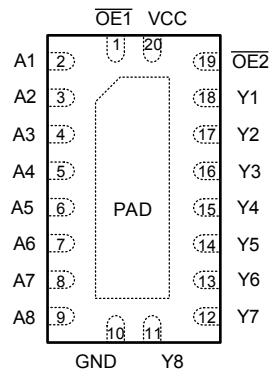 O̅E̅1̅ VCC
1 20
A1 2 19 O̅E̅2̅
A2 3 18 Y1
A3 4 17 Y2
A4 5 16 Y3
A5 6 PAD 15 Y4
A6 7 14 Y5
A7 8 13 Y6
A8 9 12 Y7
10 11
GND Y8